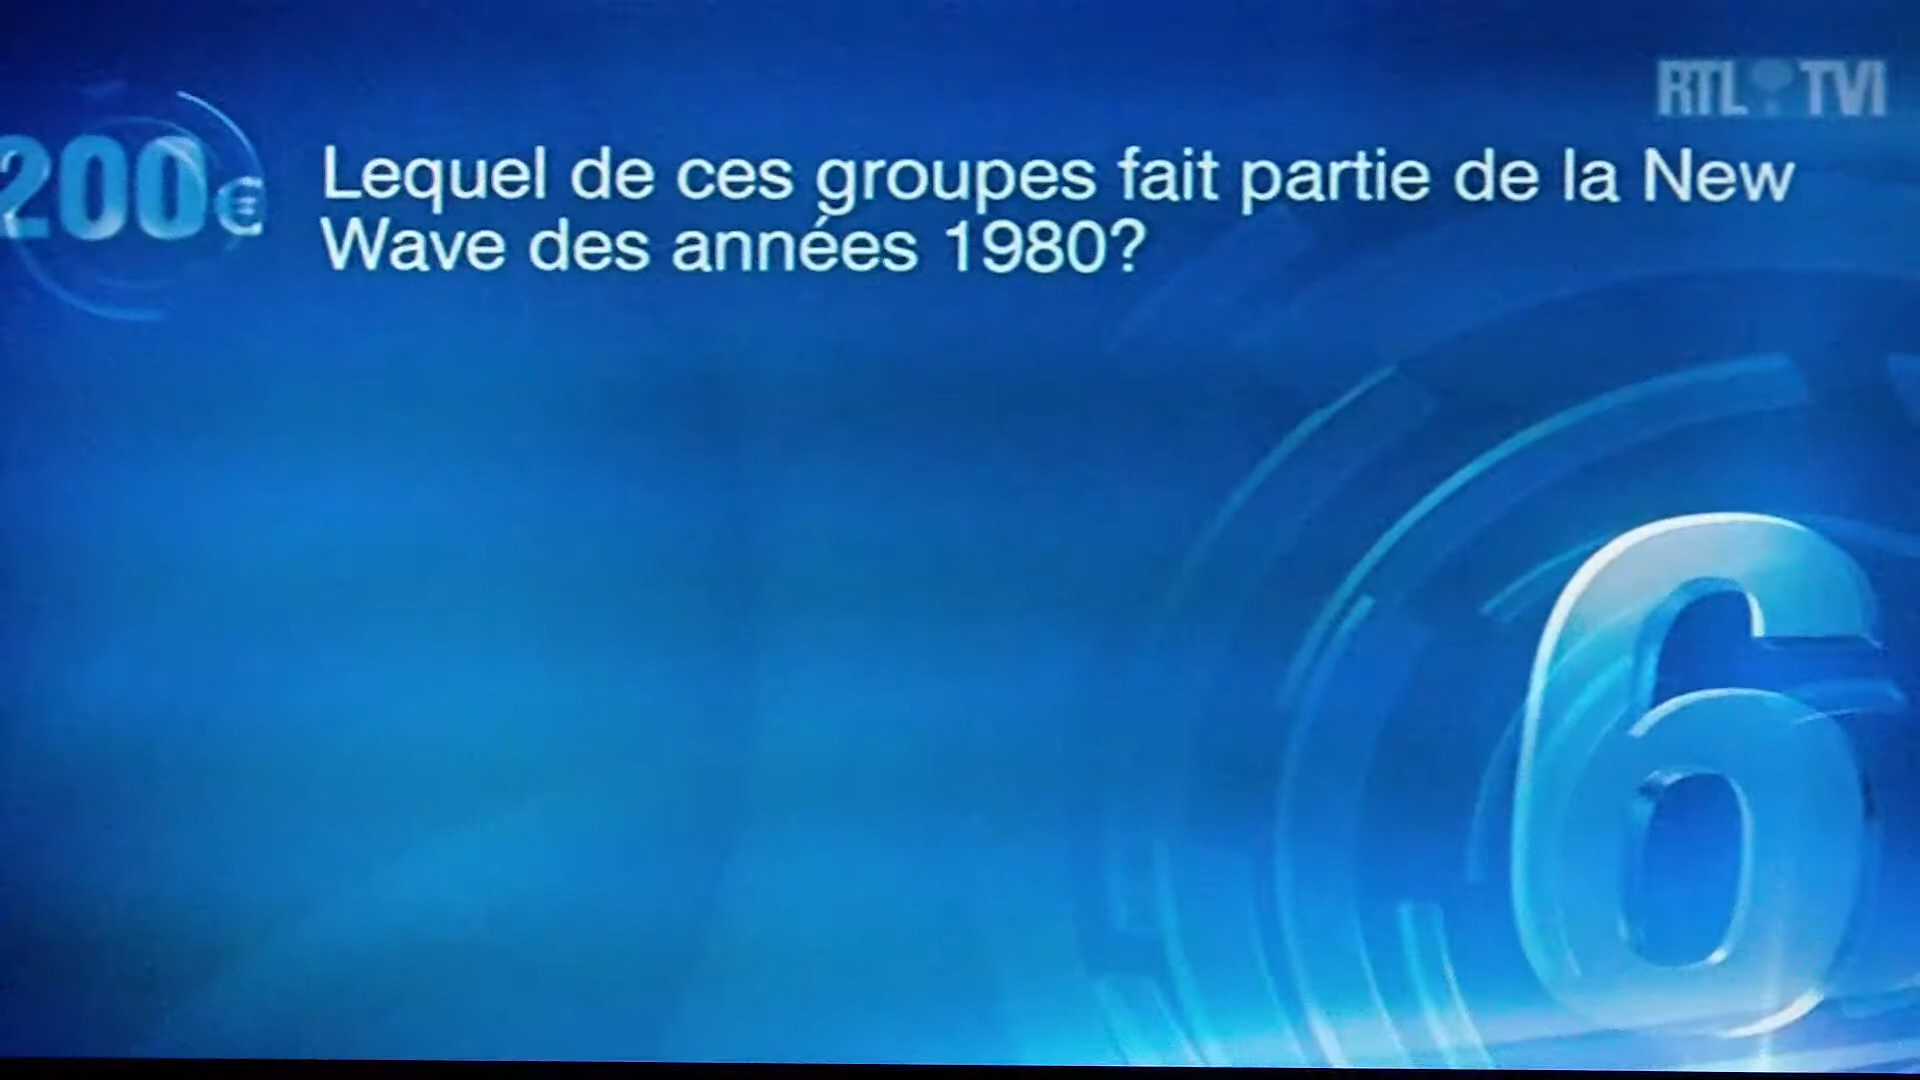 RTL TVI
200€
Lequel de ces groupes fait partie de la New
Wave des années 1980?
6